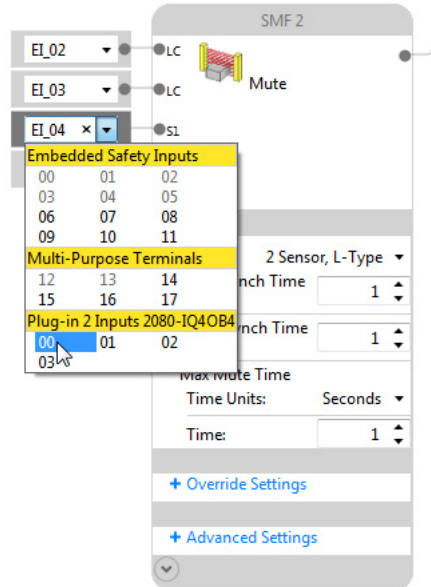 SMF 2
EI_02
LC
Mute
EI_03
LC
EI_04 ×
S1
Embedded Safety Inputs
00 01 02
03 04 05
06 07 08
09 10 11
Multi-Purpose Terminals
12 13 14
15 16 17
Plug-in 2 Inputs 2080-IQ4OB4
00 01 02
03
2 Sensor, L-Type
nch Time
1
ynch Time
1
Max Mute Time
Time Units: Seconds
Time: 1
+ Override Settings
+ Advanced Settings